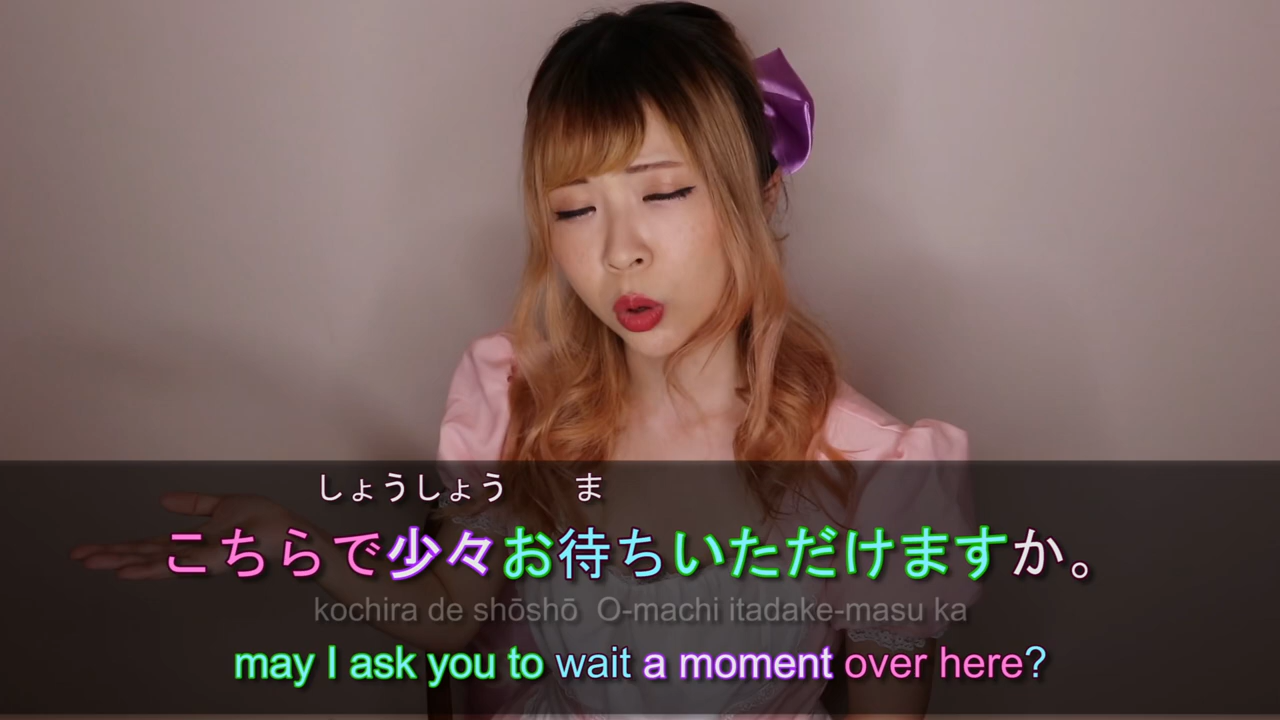 しょうしょう ま
こちらで少々お待ちいただけますか。
kochira de shōshō O-machi itadake-masu ka
may I ask you to wait a moment over here?